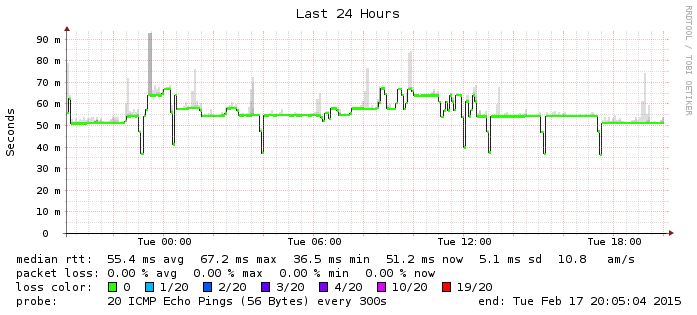 Last 24 Hours
RRDTOOL / TOBI OETIKER
Seconds
90 m
80 m
70 m
60 m
50 m
40 m
30 m
20 m
10 m
0
Tue 00:00 Tue 06:00 Tue 12:00 Tue 18:00
median rtt: 55.4 ms avg 67.2 ms max 36.5 ms min 51.2 ms now 5.1 ms sd 10.8 am/s
packet loss: 0.00 % avg 0.00 % max 0.00 % min 0.00 % now
loss color: 0 1/20 2/20 3/20 4/20 10/20 19/20
probe: 20 ICMP Echo Pings (56 Bytes) every 300s end: Tue Feb 17 20:05:04 2015